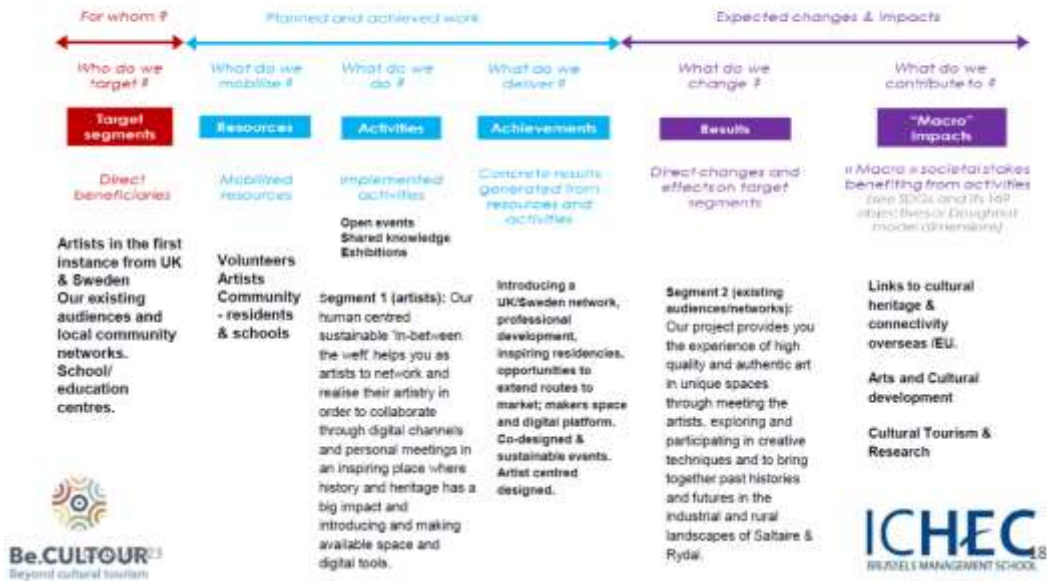 For whom ?
Planned and achieved work
Expected changes & impacts
Who do we
target ?
What do we
mobilise ?
What do we
do ?
What do we
deliver ?
What do we
change ?
What do we
contribute to ?
Target
segments
Resources
Activities
Achievements
Results
"Macro"
Impacts
Direct
beneficiaries
Mobilized
resources
Implemented
activities
Concrete results
generated from
resources and
activities
Direct changes and
effects on target
segments
« Macro » societal stakes
benefiting from activities
(see SDGs and its 169
objectives or Doughnut
model dimensions)
Artists in the first
instance from UK
& Sweden
Our existing
audiences and
local community
networks.
School/
education
centres.
Volunteers
Artists
Community
- residents
& schools
Open events
Shared knowledge
Exhibitions
Segment 1 (artists): Our
human centred
sustainable 'in-between
the weft' helps you as
artists to network and
realise their artistry in
order to collaborate
through digital channels
and personal meetings in
an inspiring place where
history and heritage has a
big impact and
introducing and making
available space and
digital tools.
Introducing a
UK/Sweden network,
professional
development,
inspiring residencies,
opportunities to
extend routes to
market; makers space
and digital platform.
Co-designed &
sustainable events.
Artist centred
designed.
Segment 2 (existing
audiences/networks):
Our project provides you
the experience of high
quality and authentic art
in unique spaces
through meeting the
artists, exploring and
participating in creative
techniques and to bring
together past histories
and futures in the
industrial and rural
landscapes of Saltaire &
Rydal.
Links to cultural
heritage &
connectivity
overseas /EU.
Arts and Cultural
development
Cultural Tourism &
Research
Be.CULTOUR
Beyond cultural tourism
ICHEC
BRUSSELS MANAGEMENT SCHOOL
18